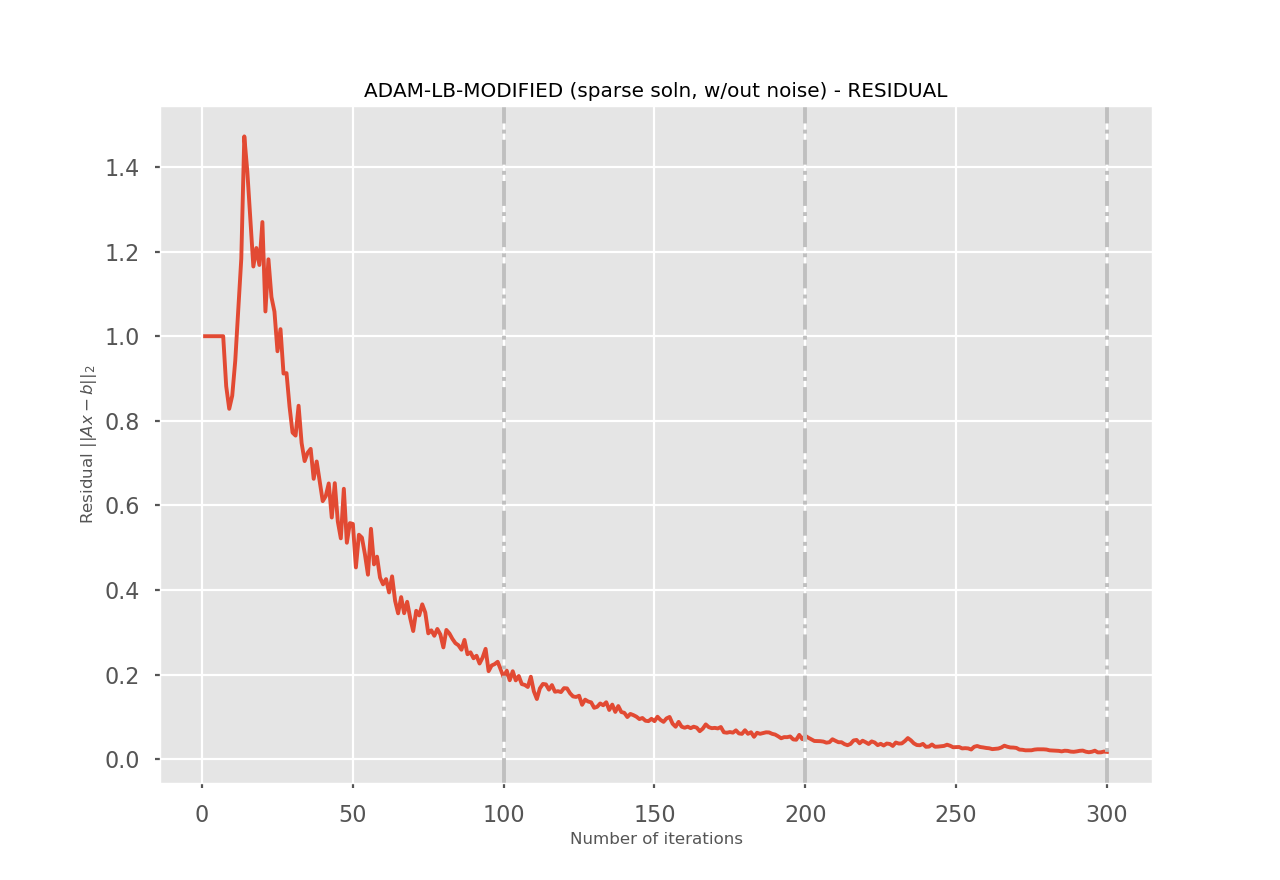 ADAM-LB-MODIFIED (sparse soln, w/out noise) - RESIDUAL
1.4
1.2
1.0
0.8
0.6
0.4
0.2
0.0
Residual ||Ax − b||₂
0 50 100 150 200 250 300
Number of iterations